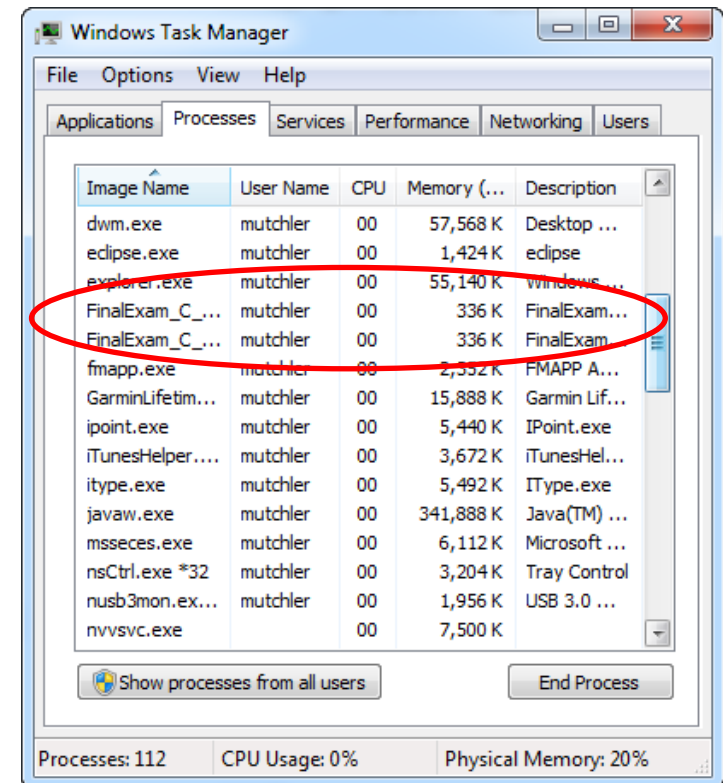 Windows Task Manager
File Options View Help
Applications Processes Services Performance Networking Users
Image Name User Name CPU Memory (... Description
dwm.exe mutchler 00 57,568 K Desktop ...
eclipse.exe mutchler 00 1,424 K eclipse
explorer.exe mutchler 00 55,140 K Windows ...
FinalExam_C_... mutchler 00 336 K FinalExam...
FinalExam_C_... mutchler 00 336 K FinalExam...
fmapp.exe mutchler 00 2,552 K FMAPP A...
GarminLifetim... mutchler 00 15,888 K Garmin Lif...
ipoint.exe mutchler 00 5,440 K IPoint.exe
iTunesHelper.... mutchler 00 3,672 K iTunesHel...
itype.exe mutchler 00 5,492 K IType.exe
javaw.exe mutchler 00 341,888 K Java(TM) ...
msseces.exe mutchler 00 6,112 K Microsoft ...
nsCtrl.exe *32 mutchler 00 3,204 K Tray Control
nusb3mon.ex... mutchler 00 1,956 K USB 3.0 ...
nvvsvc.exe 00 7,500 K
Show processes from all users End Process
Processes: 112 CPU Usage: 0% Physical Memory: 20%